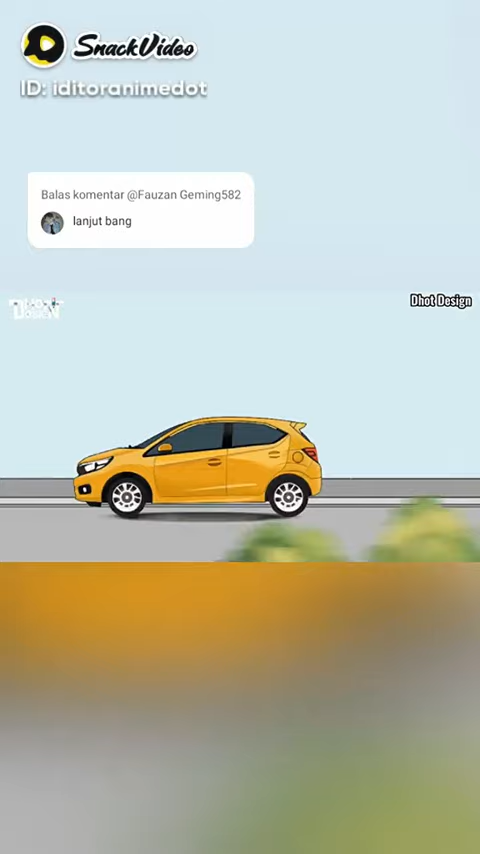 SnackVideo
ID: iditoranimedot
Balas komentar @Fauzan Geming582
lanjut bang
Dhot Design